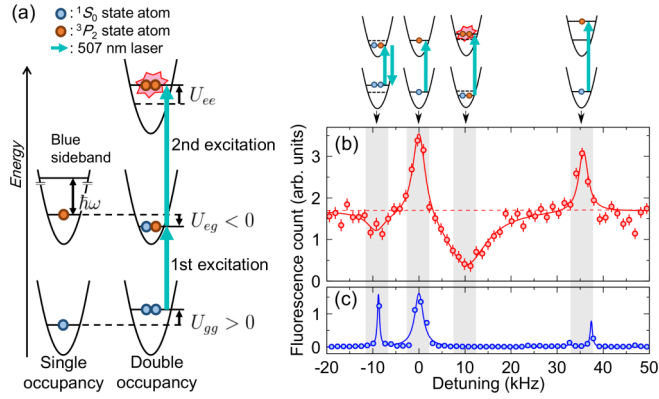 (a)
: ¹S₀ state atom
: ³P₂ state atom
: 507 nm laser
Energy
Blue
sideband
ħω
U_ee
2nd excitation
U_eg < 0
1st excitation
U_gg > 0
Single
occupancy
Double
occupancy
(b)
Fluorescence count (arb. units)
3
2
1
0
(c)
1
0
-20 -10 0 10 20 30 40 50
Detuning (kHz)